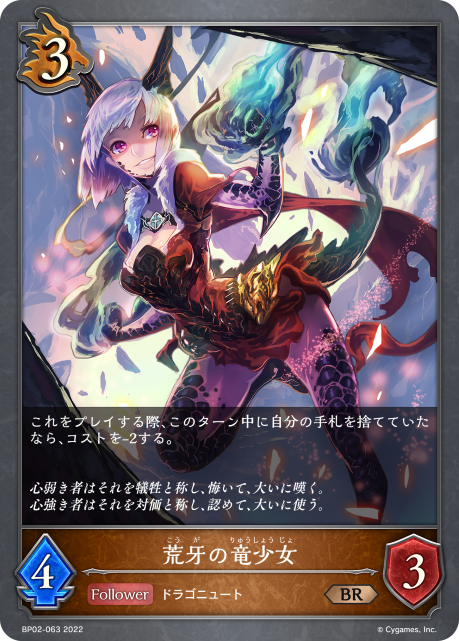 3
これをプレイする際、このターン中に自分の手札を捨てていた
なら、コストを-2する。
心弱き者はそれを犠牲と称し、悔いて、大いに嘆く。
心強き者はそれを対価と称し、認めて、大いに使う。
こうが りゅうしょうじょ
荒牙の竜少女
4
Follower ドラゴニュート
BR
3
BP02-063 2022
© Cygames, Inc.